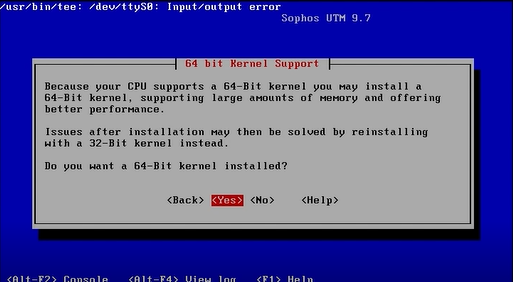 /usr/bin/tee: /dev/ttyS0: Input/output error
Sophos UTM 9.7
64 bit Kernel Support
Because your CPU supports a 64-Bit kernel you may install a
64-Bit kernel, supporting large amounts of memory and offering
better performance.
Issues after installation may then be solved by reinstalling
with a 32-Bit kernel instead.
Do you want a 64-Bit kernel installed?
<Back> <Yes> <No> <Help>
<Alt-F2> Console <Alt-F4> View log <F1> Help